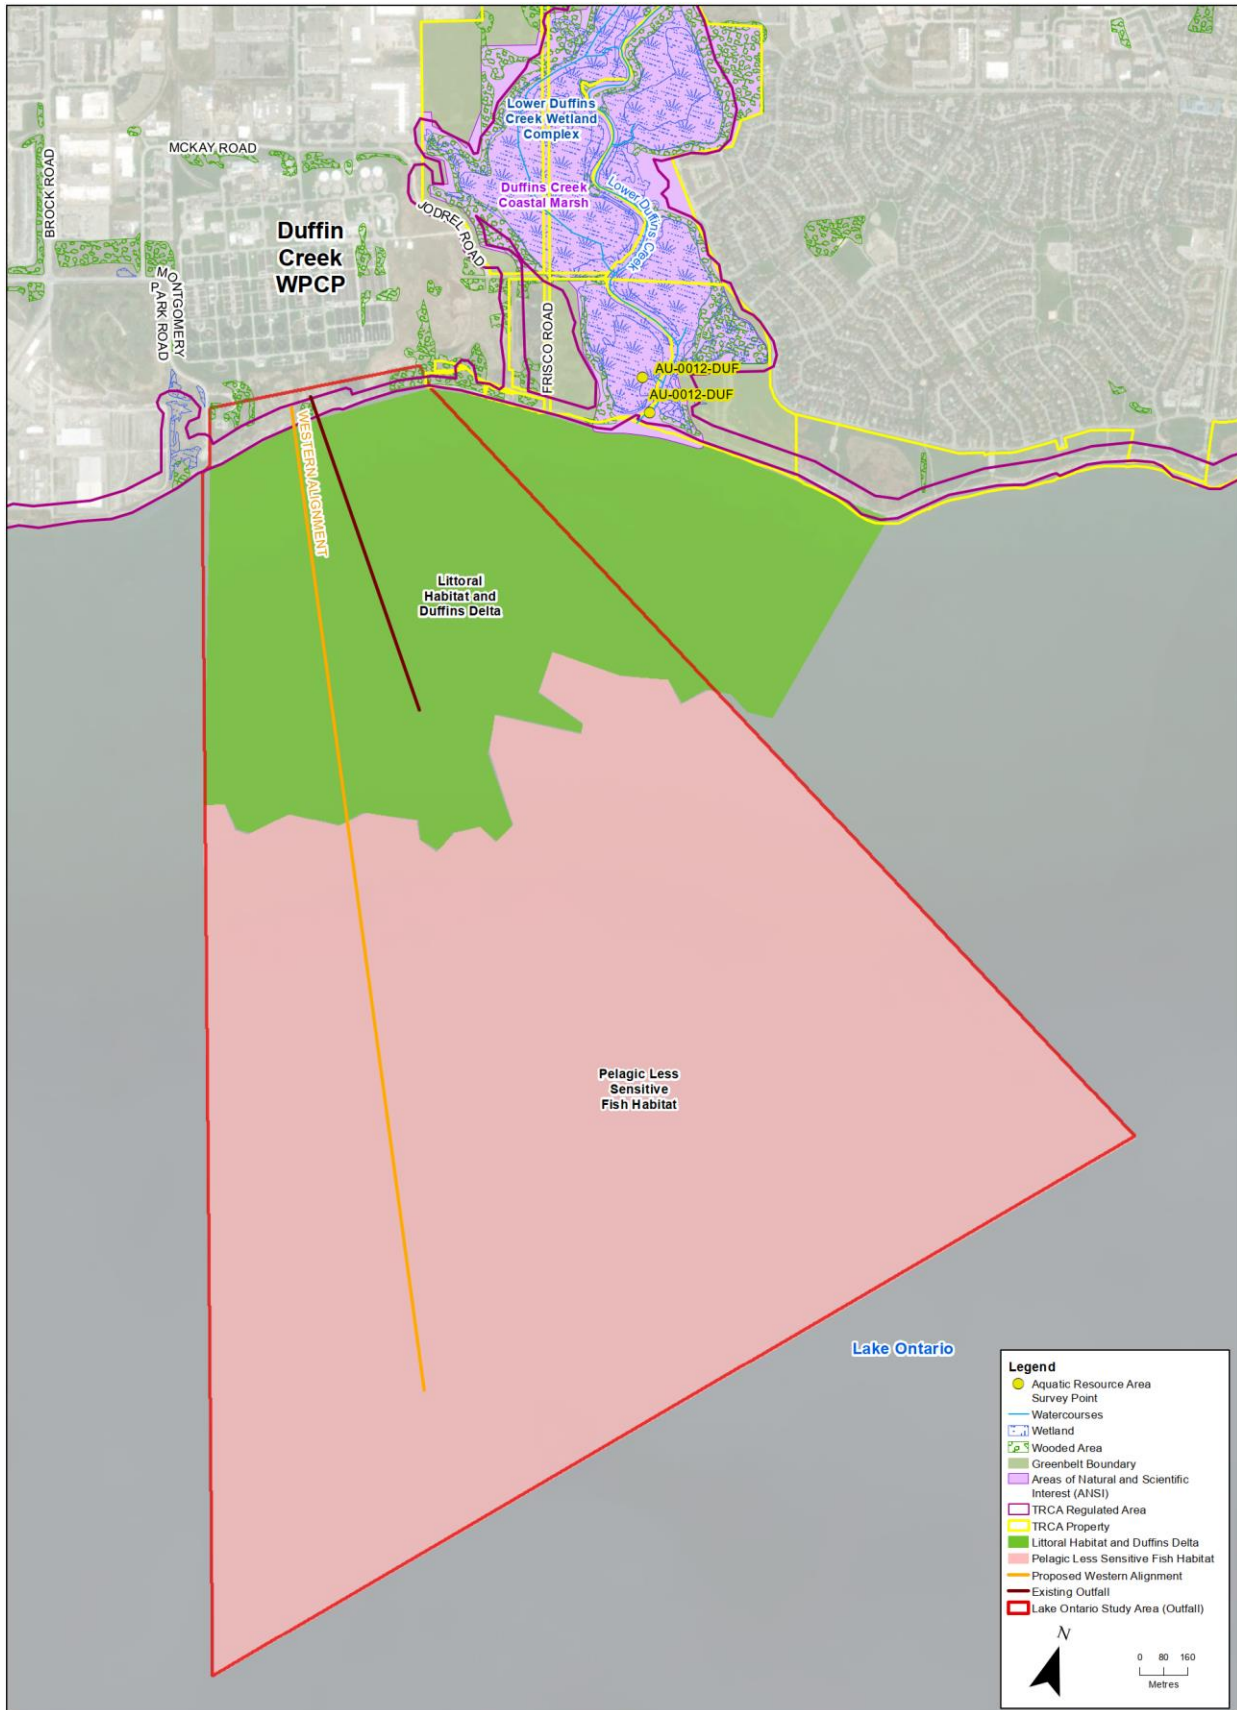 Lower Duffins
Creek Wetland
Complex
MCKAY ROAD
BROCK ROAD
Duffins Creek
Coastal Marsh
Lower Duffins Creek
JODREL ROAD
Duffin
Creek
WPCP
MONTGOMERY
PARK ROAD
FRISCO ROAD
AU-0012-DUF
AU-0012-DUF
WESTERN ALIGNMENT
Littoral
Habitat and
Duffins Delta
Pelagic Less
Sensitive
Fish Habitat
Lake Ontario
Legend
Aquatic Resource Area
Survey Point
Watercourses
Wetland
Wooded Area
Greenbelt Boundary
Areas of Natural and Scientific
Interest (ANSI)
TRCA Regulated Area
TRCA Property
Littoral Habitat and Duffins Delta
Pelagic Less Sensitive Fish Habitat
Proposed Western Alignment
Existing Outfall
Lake Ontario Study Area (Outfall)
N
0 80 160
Metres